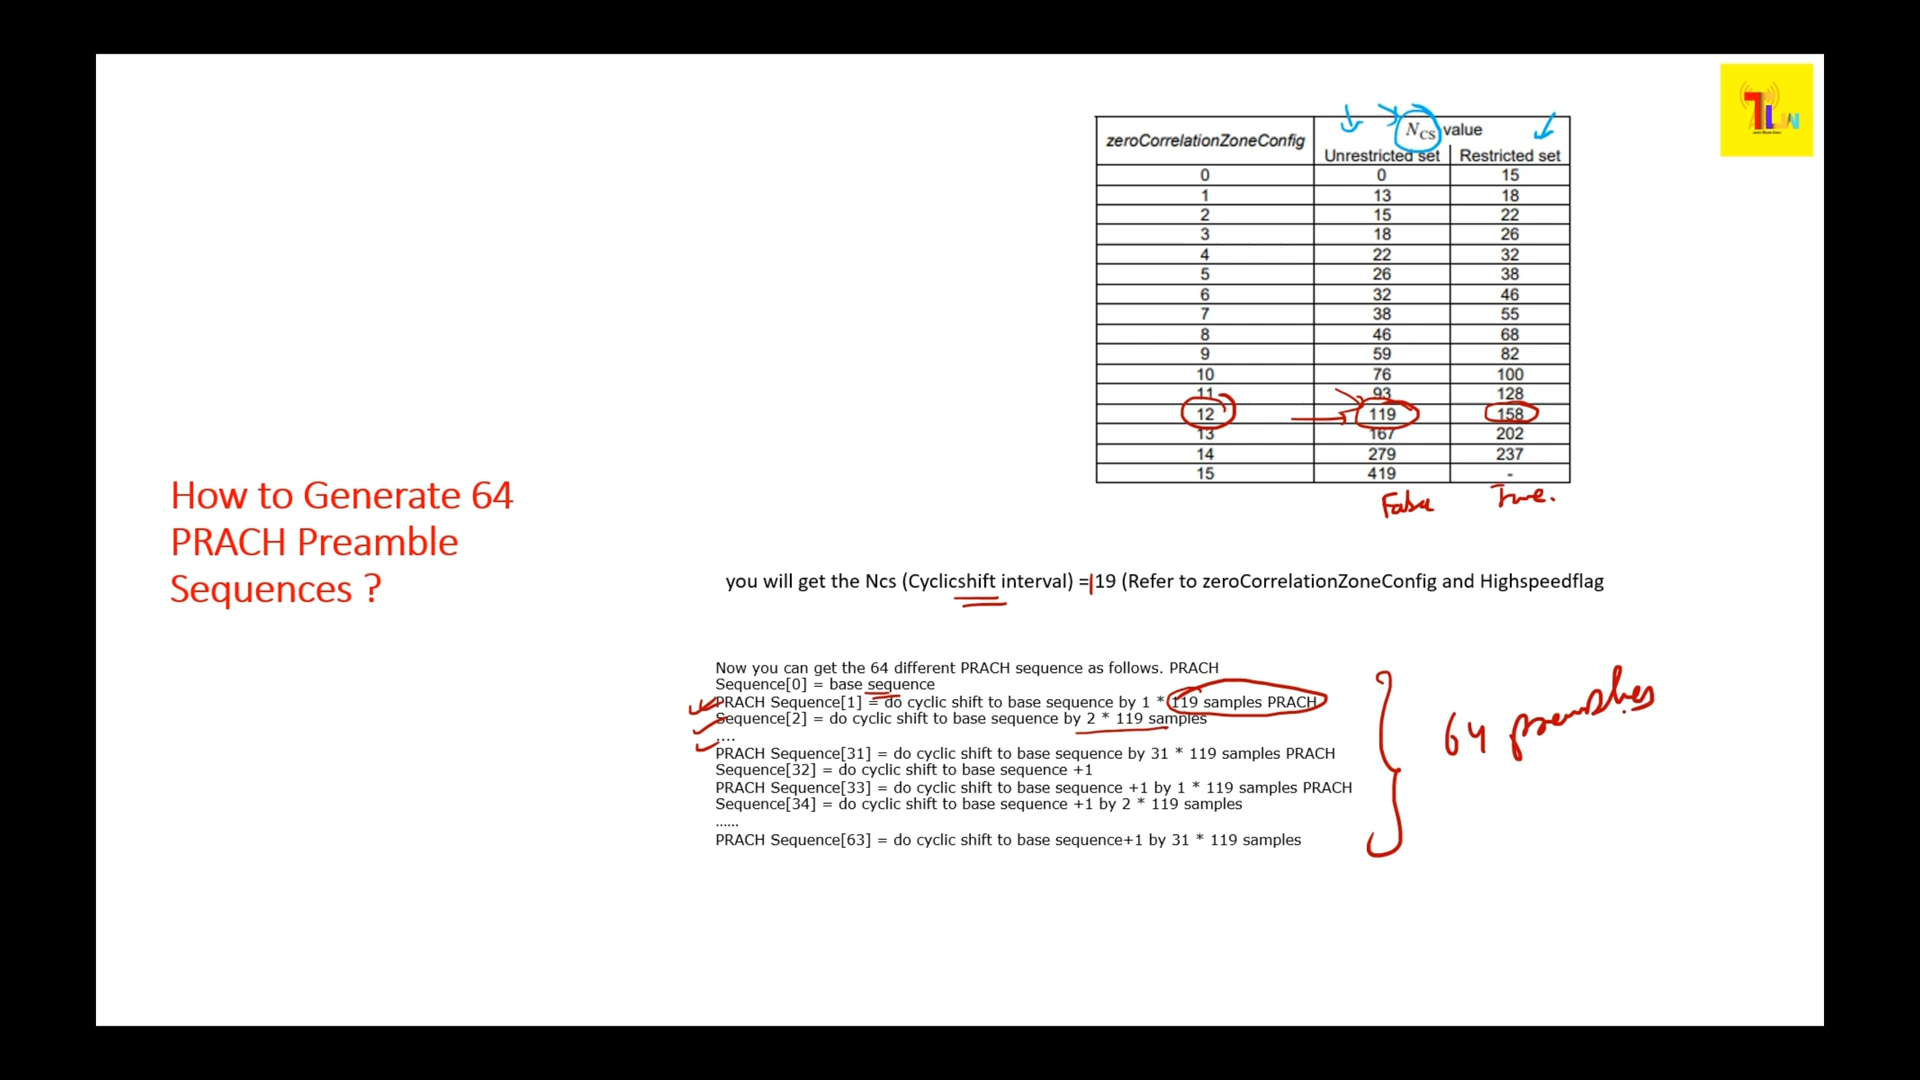 How to Generate 64
PRACH Preamble
Sequences ?
zeroCorrelationZoneConfig NCS value
Unrestricted set Restricted set
0 0 15
1 13 18
2 15 22
3 18 26
4 22 32
5 26 38
6 32 46
7 38 55
8 46 68
9 59 82
10 76 100
11 93 128
12 119 158
13 167 202
14 279 237
15 419 -
False True.
you will get the Ncs (Cyclicshift interval) =119 (Refer to zeroCorrelationZoneConfig and Highspeedflag
Now you can get the 64 different PRACH sequence as follows. PRACH
Sequence[0] = base sequence
PRACH Sequence[1] = do cyclic shift to base sequence by 1 * 119 samples PRACH
Sequence[2] = do cyclic shift to base sequence by 2 * 119 samples
....
PRACH Sequence[31] = do cyclic shift to base sequence by 31 * 119 samples PRACH
Sequence[32] = do cyclic shift to base sequence +1
PRACH Sequence[33] = do cyclic shift to base sequence +1 by 1 * 119 samples PRACH
Sequence[34] = do cyclic shift to base sequence +1 by 2 * 119 samples
......
PRACH Sequence[63] = do cyclic shift to base sequence+1 by 31 * 119 samples
64 preambles